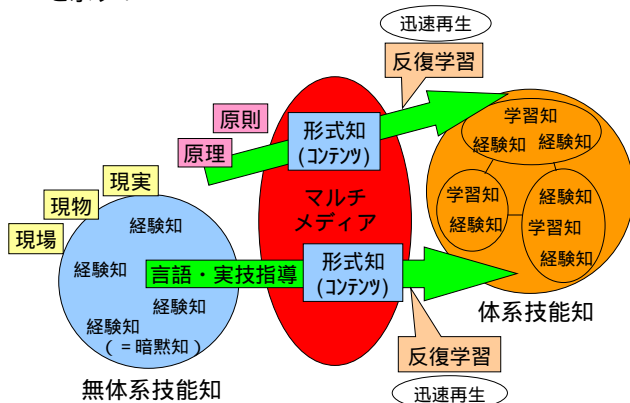 迅速再生
反復学習
原則
原理
形式知
(ｺﾝﾃﾝﾂ)
学習知
経験知
経験知
現実
現物
現場
マルチ
メディア
学習知
経験知
経験知
学習知
経験知
経験知
経験知
言語・実技指導
形式知
(ｺﾝﾃﾝﾂ)
経験知
経験知
(=暗黙知)
体系技能知
反復学習
無体系技能知
迅速再生